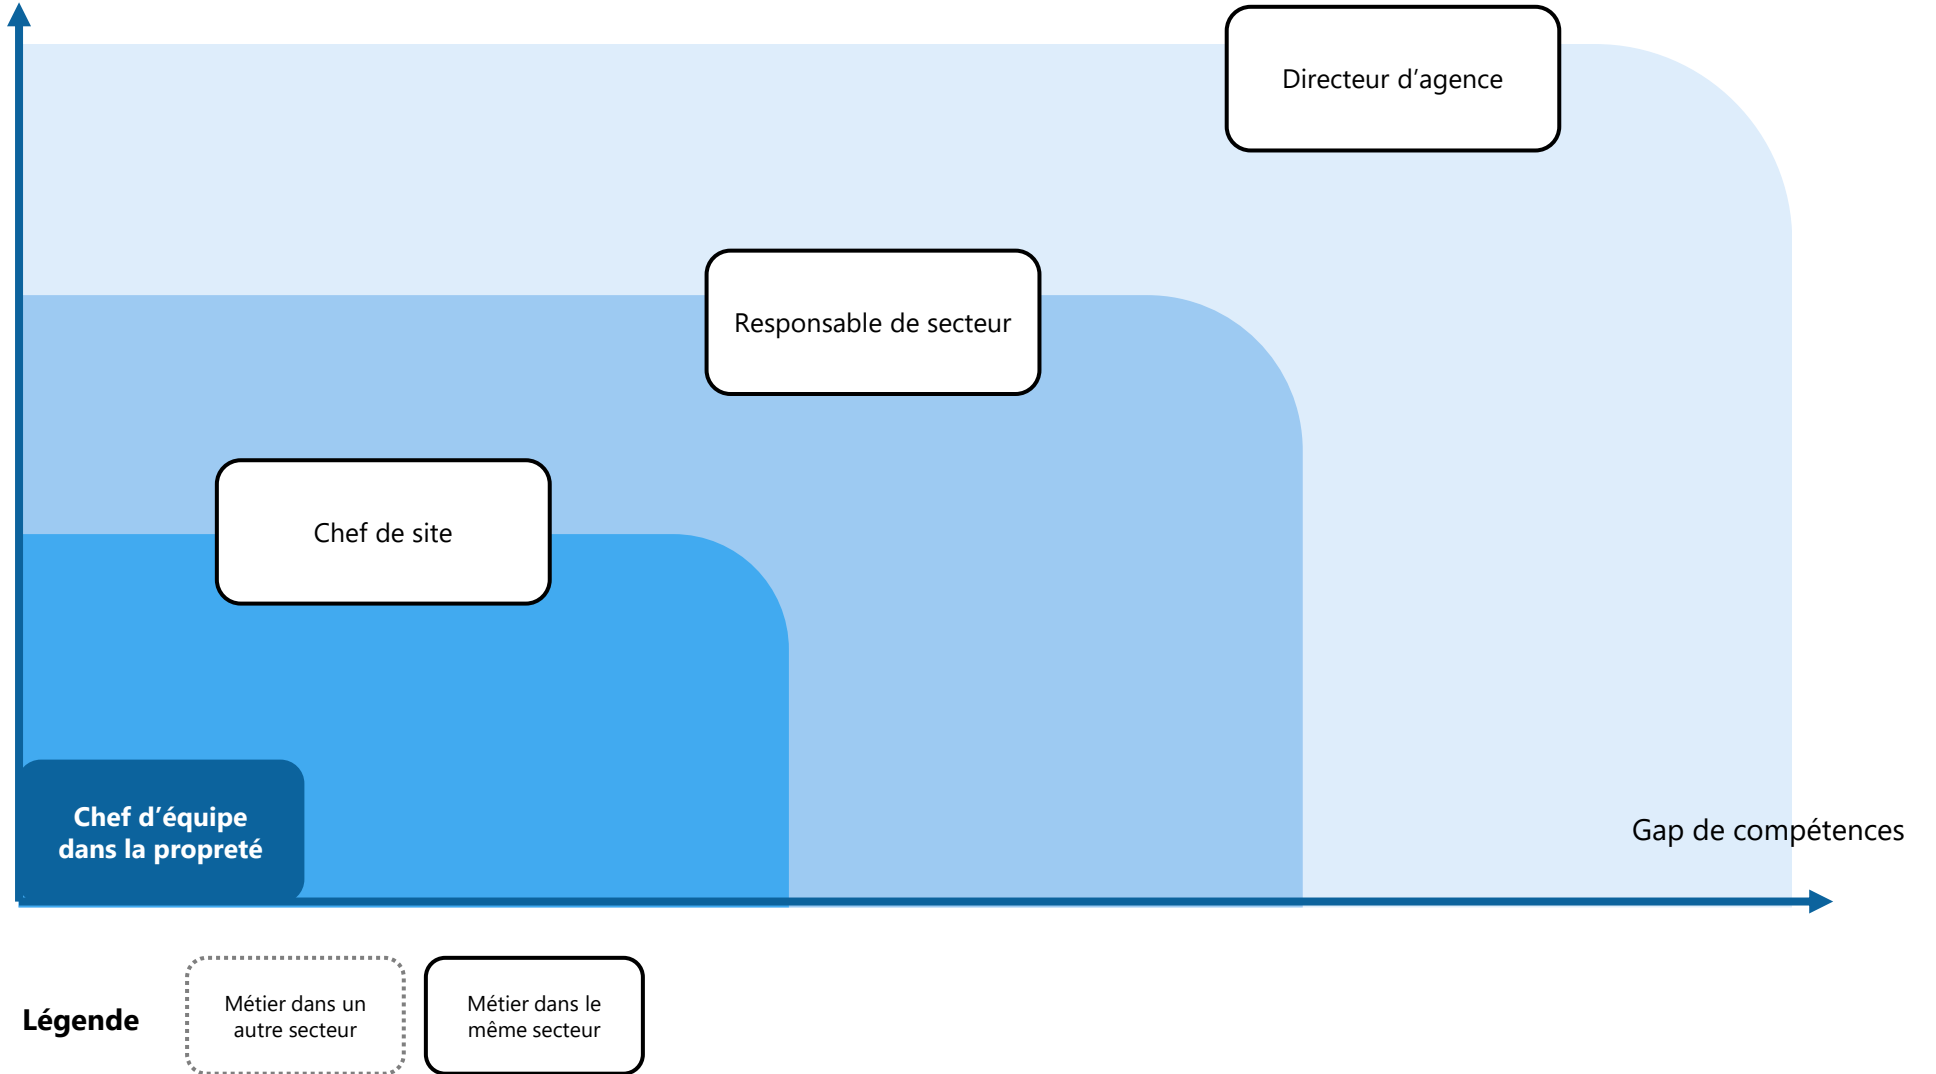 Directeur d’agence
Responsable de secteur
Chef de site
Chef d’équipe
dans la propreté
Gap de compétences
Légende
Métier dans un
autre secteur
Métier dans le
même secteur